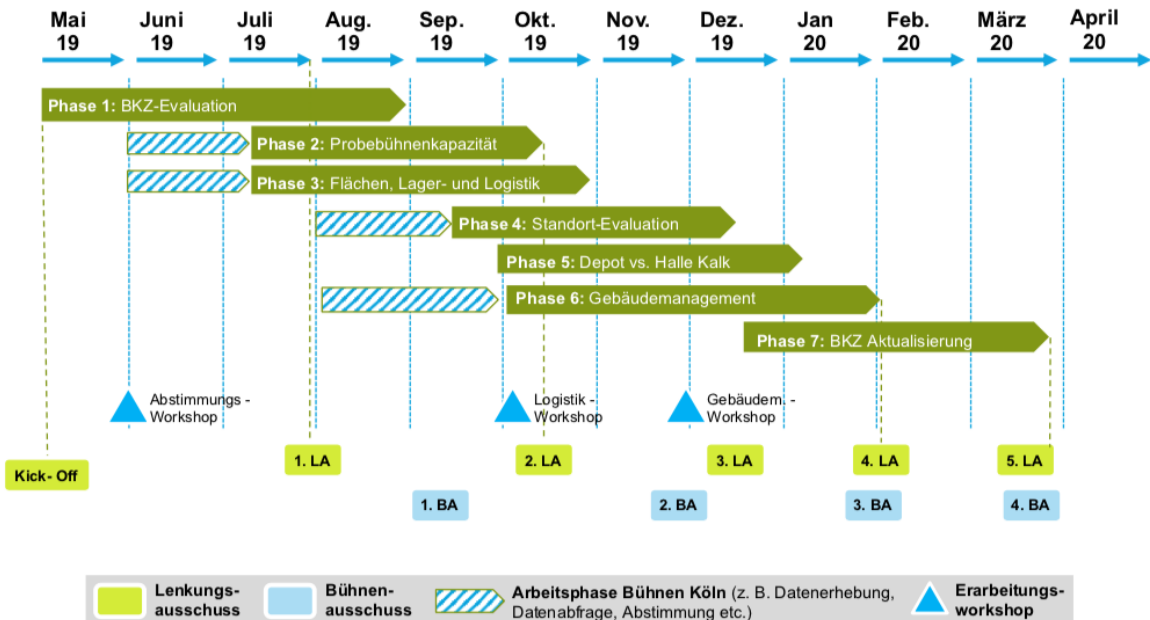 Mai 19
Juni 19
Juli 19
Aug. 19
Sep. 19
Okt. 19
Nov. 19
Dez. 19
Jan 20
Feb. 20
März 20
April 20
Phase 1: BKZ-Evaluation
Phase 2: Probebühnenkapazität
Phase 3: Flächen, Lager- und Logistik
Phase 4: Standort-Evaluation
Phase 5: Depot vs. Halle Kalk
Phase 6: Gebäudemanagement
Phase 7: BKZ Aktualisierung
Abstimmungs -
Workshop
Logistik -
Workshop
Gebäudem. -
Workshop
Kick- Off
1. LA
2. LA
3. LA
4. LA
5. LA
1. BA
2. BA
3. BA
4. BA
Lenkungs-
ausschuss
Bühnen-
ausschuss
Arbeitsphase Bühnen Köln (z. B. Datenerhebung,
Datenabfrage, Abstimmung etc.)
Erarbeitungs-
workshop